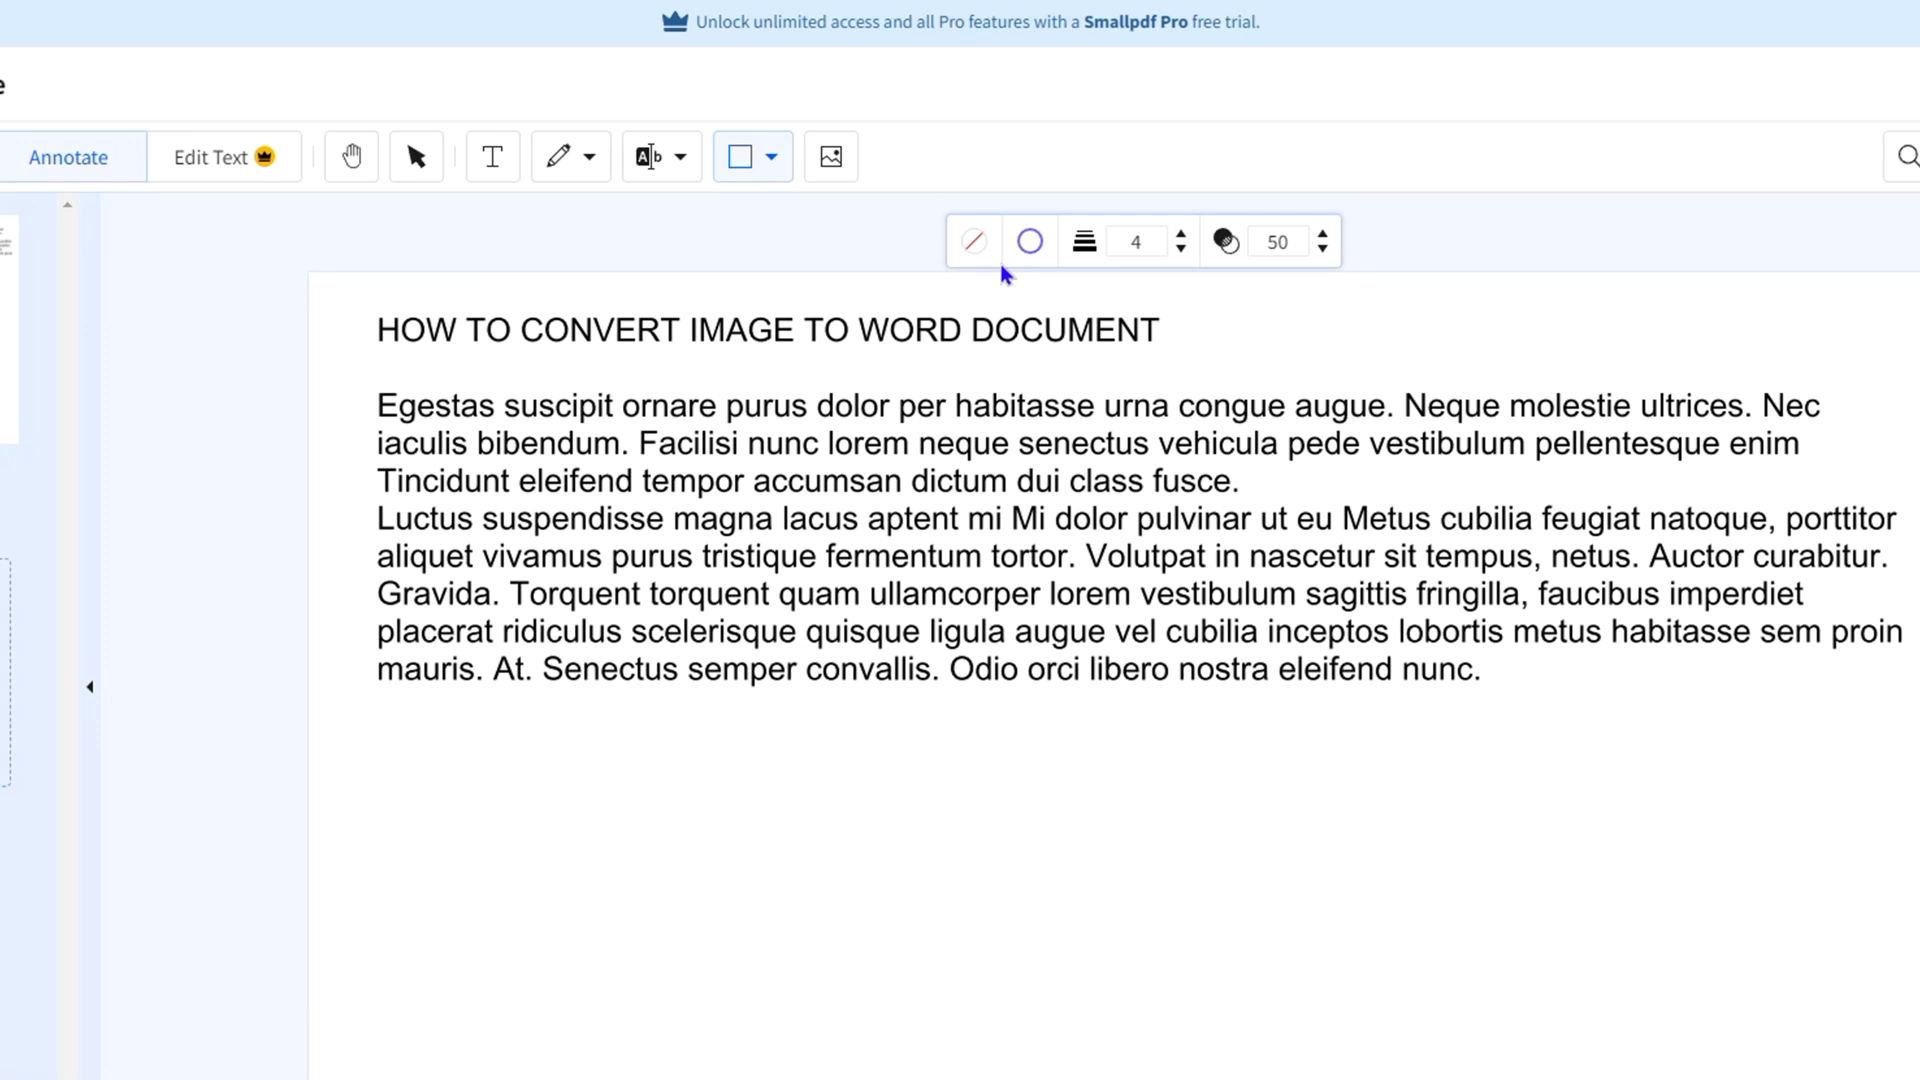 Unlock unlimited access and all Pro features with a Smallpdf Pro free trial.
e
Annotate
Edit Text
T
A b
4
50
HOW TO CONVERT IMAGE TO WORD DOCUMENT
Egestas suscipit ornare purus dolor per habitasse urna congue augue. Neque molestie ultrices. Nec
iaculis bibendum. Facilisi nunc lorem neque senectus vehicula pede vestibulum pellentesque enim
Tincidunt eleifend tempor accumsan dictum dui class fusce.
Luctus suspendisse magna lacus aptent mi Mi dolor pulvinar ut eu Metus cubilia feugiat natoque, porttitor
aliquet vivamus purus tristique fermentum tortor. Volutpat in nascetur sit tempus, netus. Auctor curabitur.
Gravida. Torquent torquent quam ullamcorper lorem vestibulum sagittis fringilla, faucibus imperdiet
placerat ridiculus scelerisque quisque ligula augue vel cubilia inceptos lobortis metus habitasse sem proin
mauris. At. Senectus semper convallis. Odio orci libero nostra eleifend nunc.